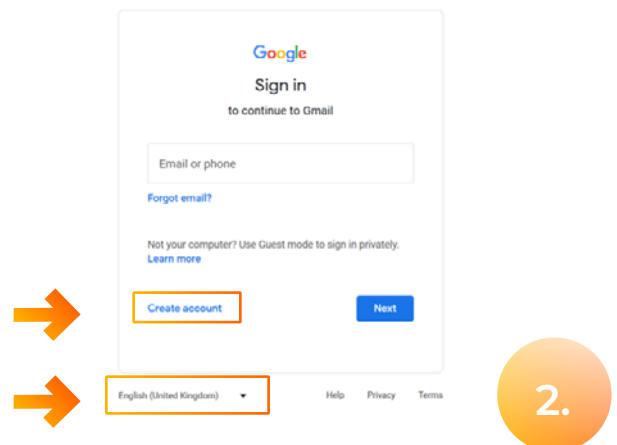 Google
Sign in
to continue to Gmail
Email or phone
Forgot email?
Not your computer? Use Guest mode to sign in privately.
Learn more
Create account
Next
English (United Kingdom)
Help
Privacy
Terms
2.